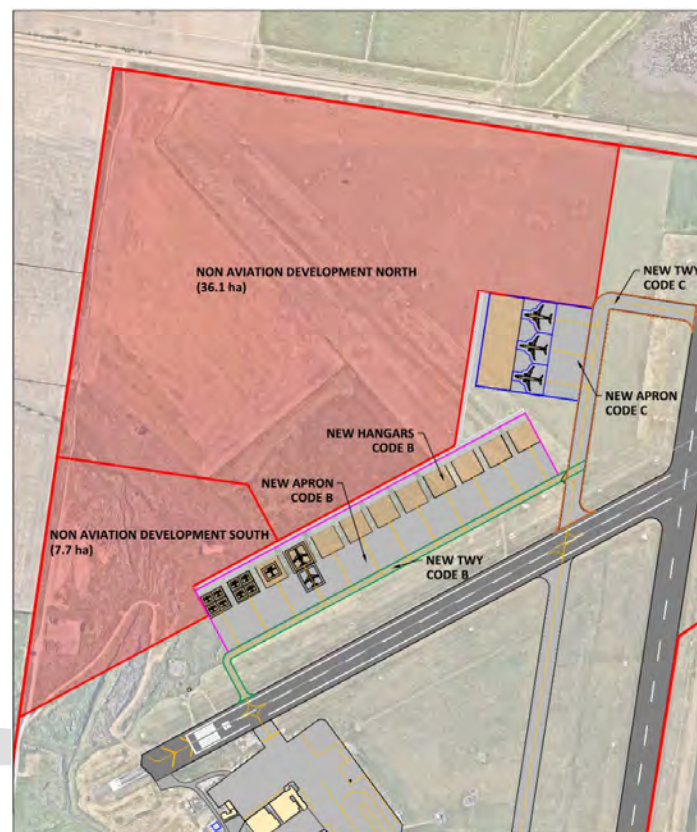 NON AVIATION DEVELOPMENT NORTH
(36.1 ha)
NEW TWY
CODE C
NEW APRON
CODE C
NEW HANGARS
CODE B
NEW APRON
CODE B
NON AVIATION DEVELOPMENT SOUTH
(7.7 ha)
NEW TWY
CODE B